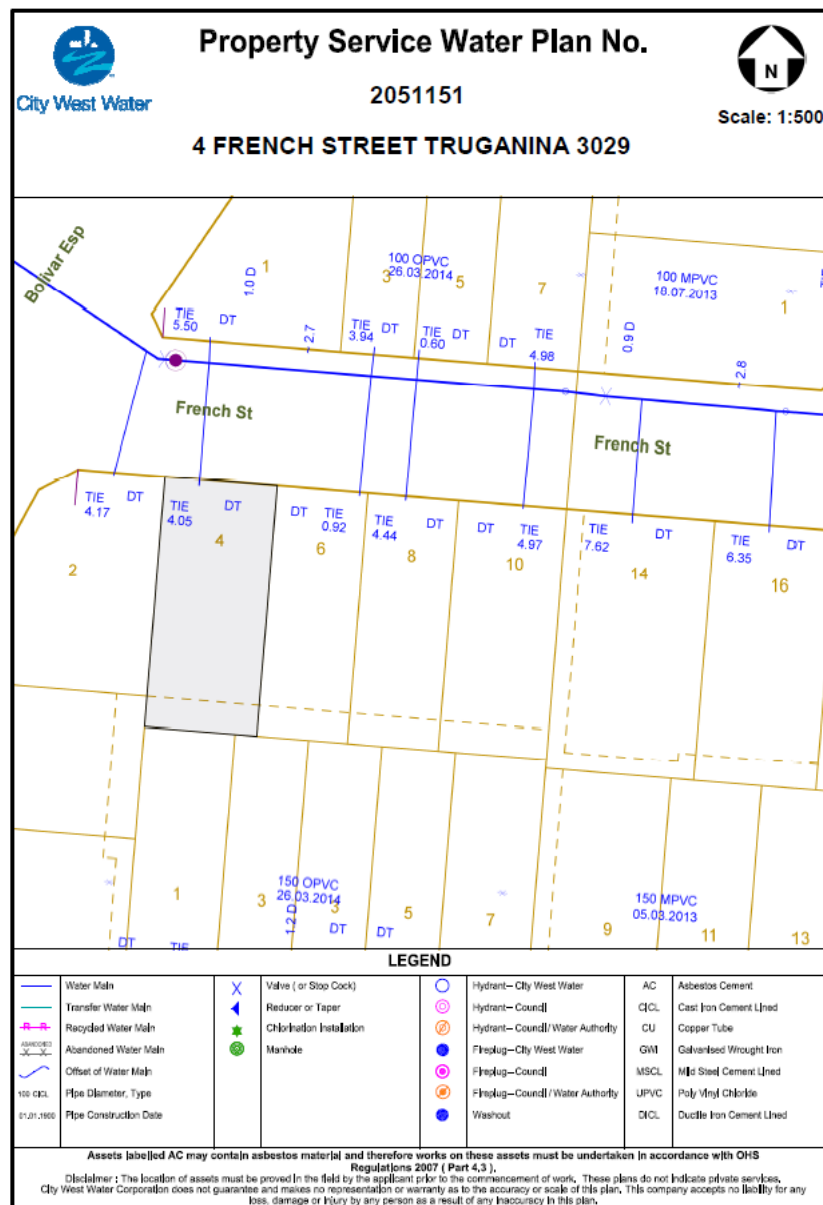 Property Service Water Plan No.
City West Water
2051151
N
Scale: 1:500
4 FRENCH STREET TRUGANINA 3029
Bolivar Esp
1
1.0 D
3
100 OPVC
26.03.2014
5
7
100 MPVC
18.07.2013
1
TIE
5.50
DT
2.7
TIE
3.94
DT
TIE
0.60
DT
DT
TIE
4.98
0.9 D
2.8
French St
French St
TIE
4.17
DT
TIE
4.05
DT
DT
TIE
0.92
TIE
4.44
DT
DT
TIE
4.97
TIE
7.62
DT
TIE
6.35
DT
2
4
6
8
10
14
16
1
3
150 OPVC
26.03.2014
3
1.2 D
DT
DT
5
7
150 MPVC
05.03.2013
9
11
13
DT
TIE
LEGEND
Water Main
Transfer Water Main
R R Recycled Water Main
ABANDONED
X X Abandoned Water Main
Offset of Water Main
100 CICL Pipe Diameter, Type
01.01.1900 Pipe Construction Date
X Valve ( or Stop Cock)
Reducer or Taper
Chlorination Installation
Manhole
Hydrant-City West Water
Hydrant-Council
Hydrant-Council/Water Authority
Fireplug-City West Water
Fireplug-Council
Fireplug-Council/Water Authority
Washout
AC Asbestos Cement
CICL Cast Iron Cement Lined
CU Copper Tube
GWI Galvanised Wrought Iron
MSCL Mild Steel Cement Lined
UPVC Poly Vinyl Chloride
DICL Ductile Iron Cement Lined
Assets labelled AC may contain asbestos material and therefore works on these assets must be undertaken in accordance with OHS
Regulations 2007 ( Part 4.3 ).
Disclaimer : The location of assets must be proved in the field by the applicant prior to the commencement of work. These plans do not indicate private services.
City West Water Corporation does not guarantee and makes no representation or warranty as to the accuracy or scale of this plan. This company accepts no liability for any
loss, damage or injury by any person as a result of any inaccuracy in this plan.